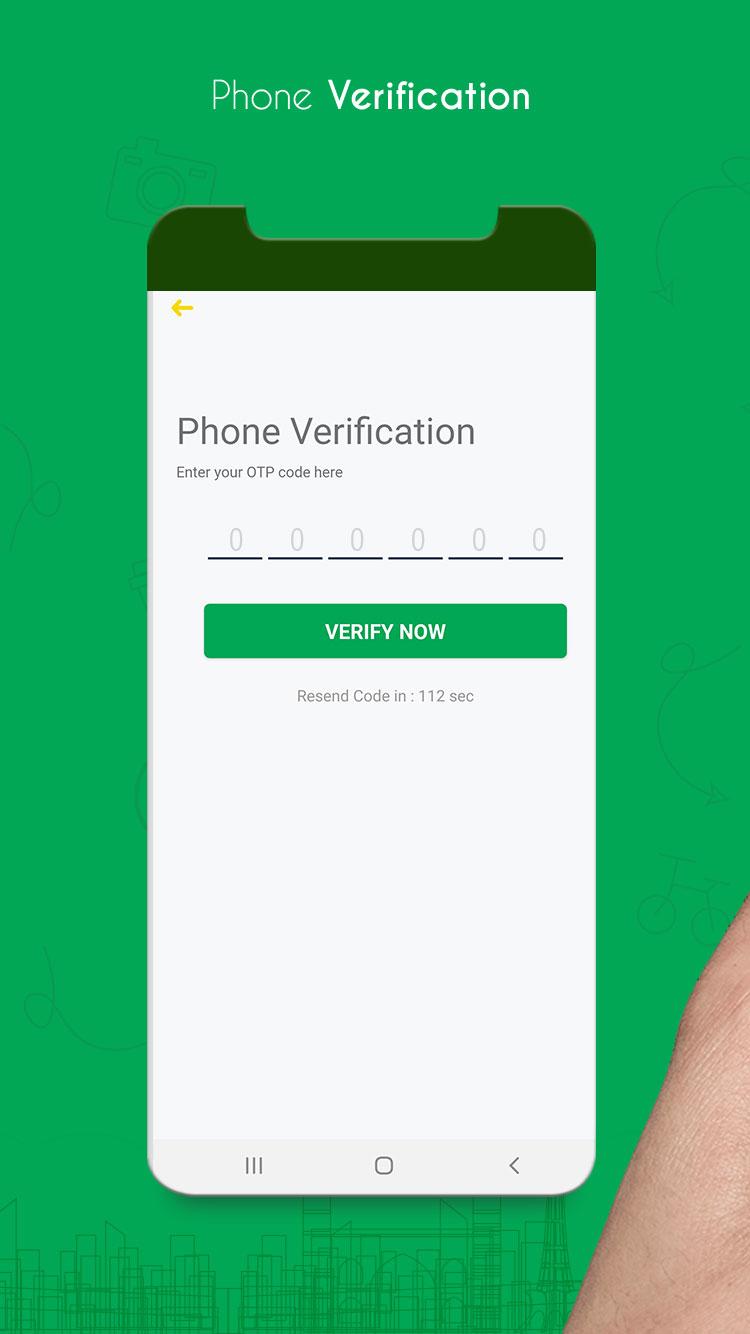 Phone Verification
Phone Verification
Enter your OTP code here
0 0 0 0 0 0
VERIFY NOW
Resend Code in : 112 sec